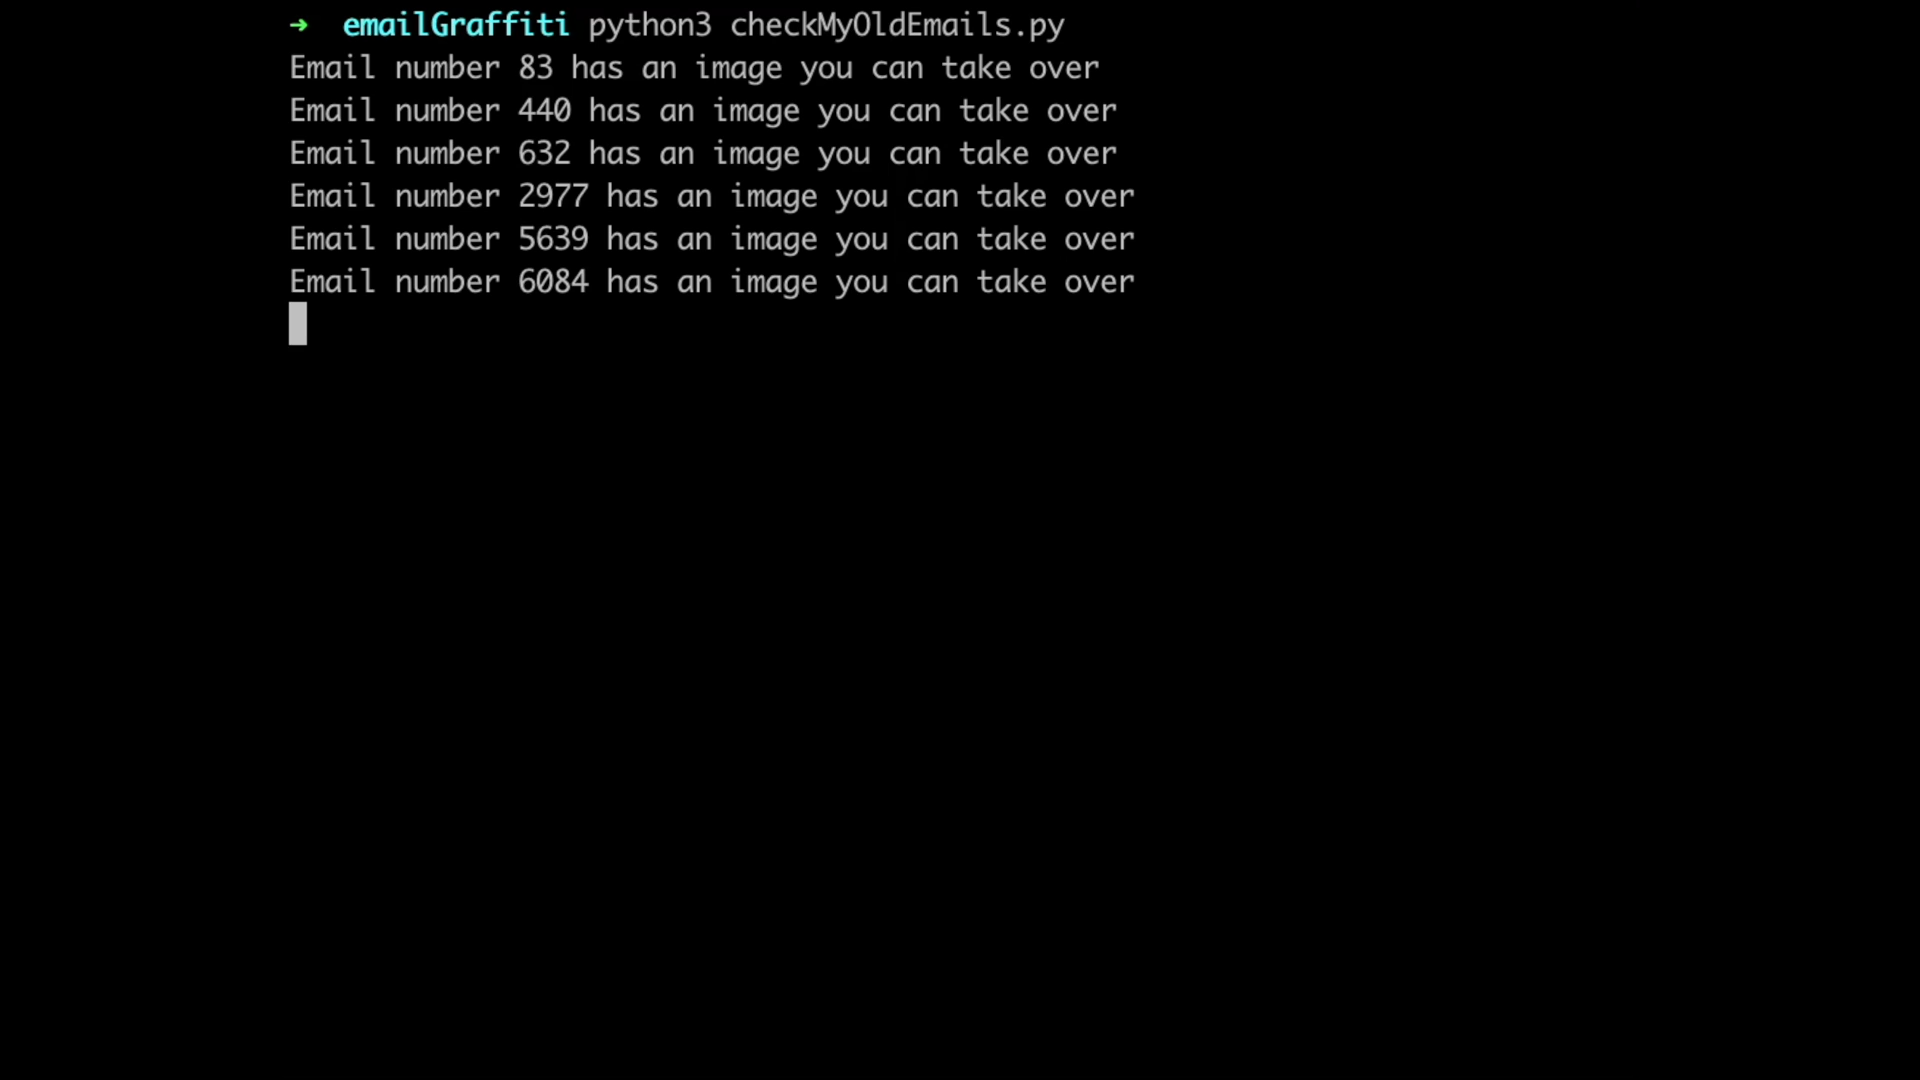 ➜ emailGraffiti python3 checkMyOldEmails.py
Email number 83 has an image you can take over
Email number 440 has an image you can take over
Email number 632 has an image you can take over
Email number 2977 has an image you can take over
Email number 5639 has an image you can take over
Email number 6084 has an image you can take over